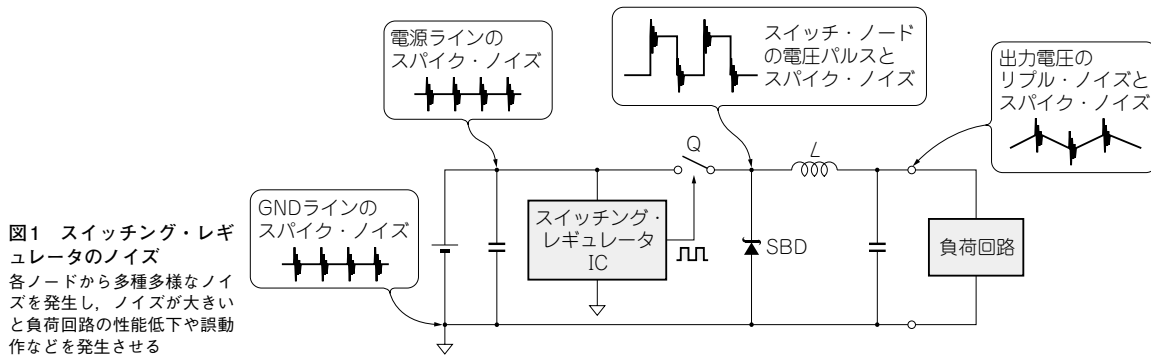 電源ラインの
スパイク・ノイズ
スイッチ・ノード
の電圧パルスと
スパイク・ノイズ
出力電圧の
リプル・ノイズと
スパイク・ノイズ
Q
L
GNDラインの
スパイク・ノイズ
スイッチング・
レギュレータ
IC
SBD
負荷回路
図1 スイッチング・レギ
ュレータのノイズ
各ノードから多種多様なノイ
ズを発生し，ノイズが大きい
と負荷回路の性能低下や誤動
作などを発生させる